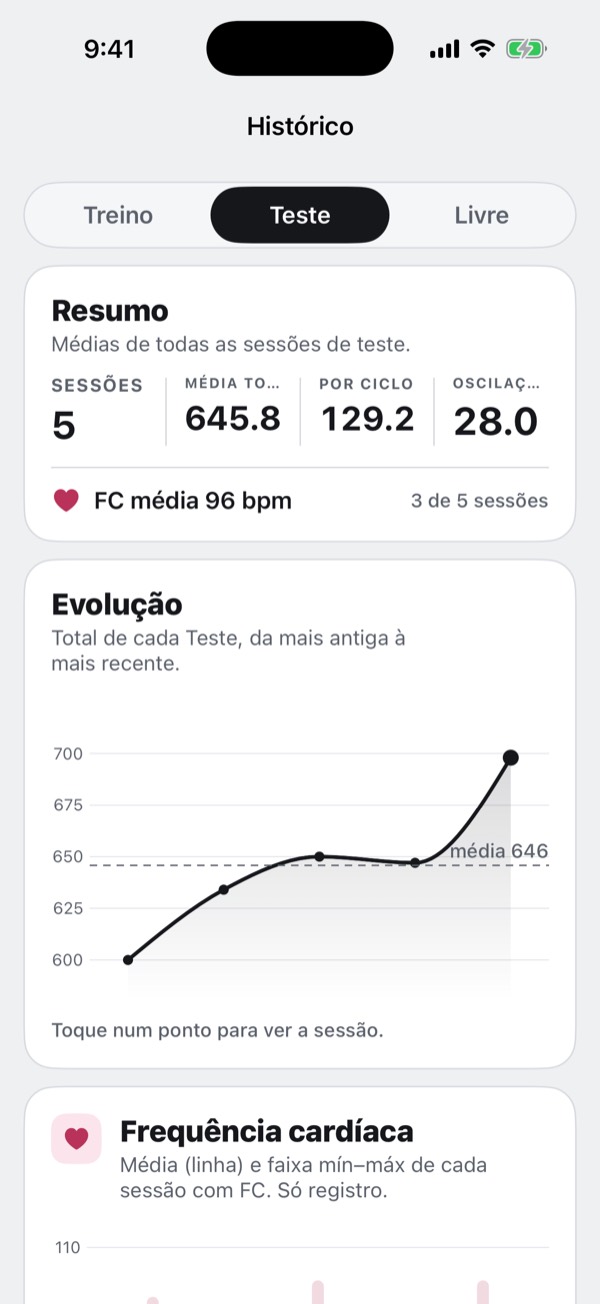 9:41
Histórico
Treino
Teste
Livre
Resumo
Médias de todas as sessões de teste.
SESSÕES
5
MÉDIA TO...
645.8
POR CICLO
129.2
OSCILAÇ...
28.0
FC média 96 bpm
3 de 5 sessões
Evolução
Total de cada Teste, da mais antiga à
mais recente.
700
675
650
média 646
625
600
Toque num ponto para ver a sessão.
Frequência cardíaca
Média (linha) e faixa mín–máx de cada
sessão com FC. Só registro.
110